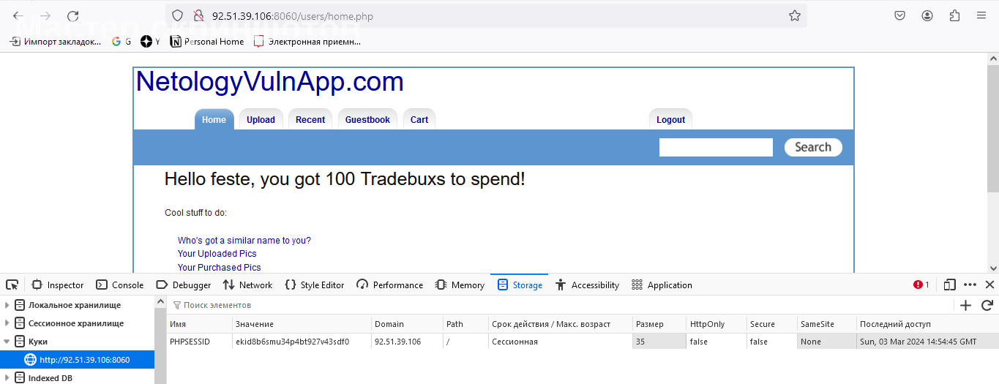 92.51.39.106:8060/users/home.php
Мастер скриншотов
Импорт закладок... G Y Personal Home Электронная приемн...
NetologyVulnApp.com
Home Upload Recent Guestbook Cart Logout
Search
Hello feste, you got 100 Tradebuxs to spend!
Cool stuff to do:
Who's got a similar name to you?
Your Uploaded Pics
Your Purchased Pics
Inspector Console Debugger Network Style Editor Performance Memory Storage Accessibility Application 1
Локальное хранилище
Поиск элементов
Сессионное хранилище
Имя Значение Domain Path Срок действия / Макс. возраст Размер HttpOnly Secure SameSite Последний доступ
Куки
PHPSESSID ekid8b6smu34p4bt927v43sdf0 92.51.39.106 / Сессионная 35 false false None Sun, 03 Mar 2024 14:54:45 GMT
http://92.51.39.106:8060
Indexed DB